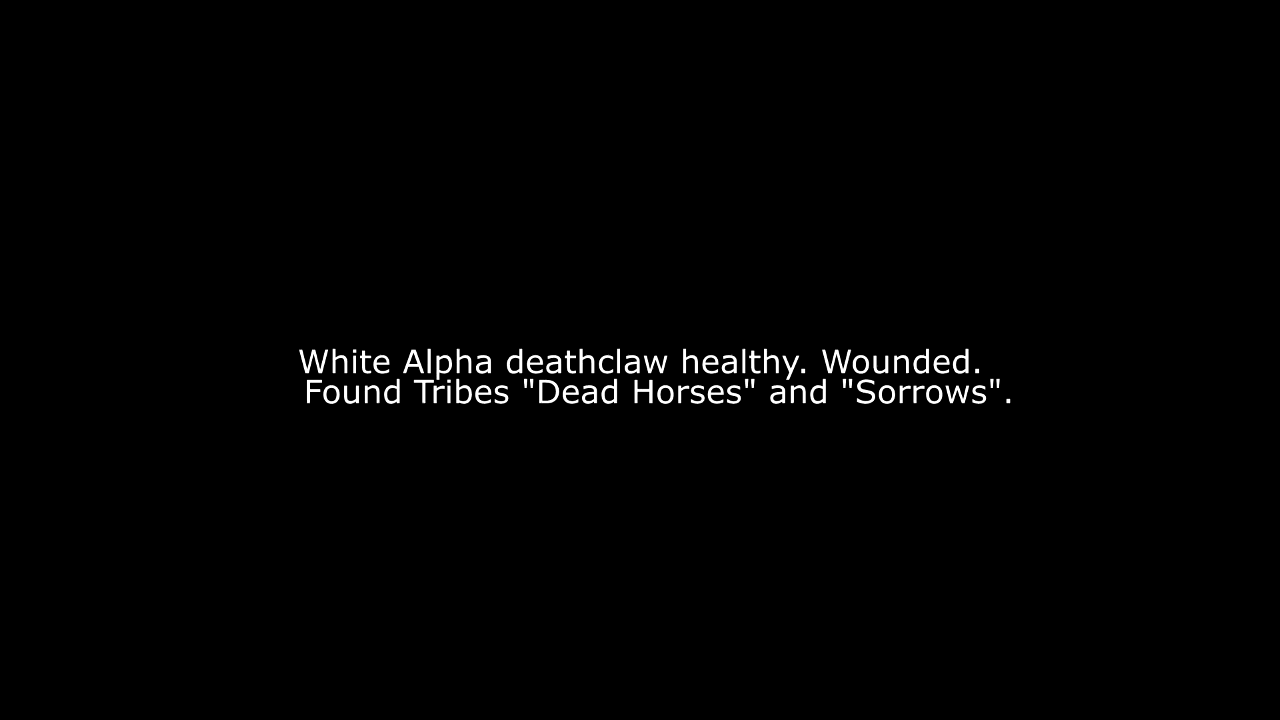 White Alpha deathclaw healthy. Wounded.
Found Tribes "Dead Horses" and "Sorrows".